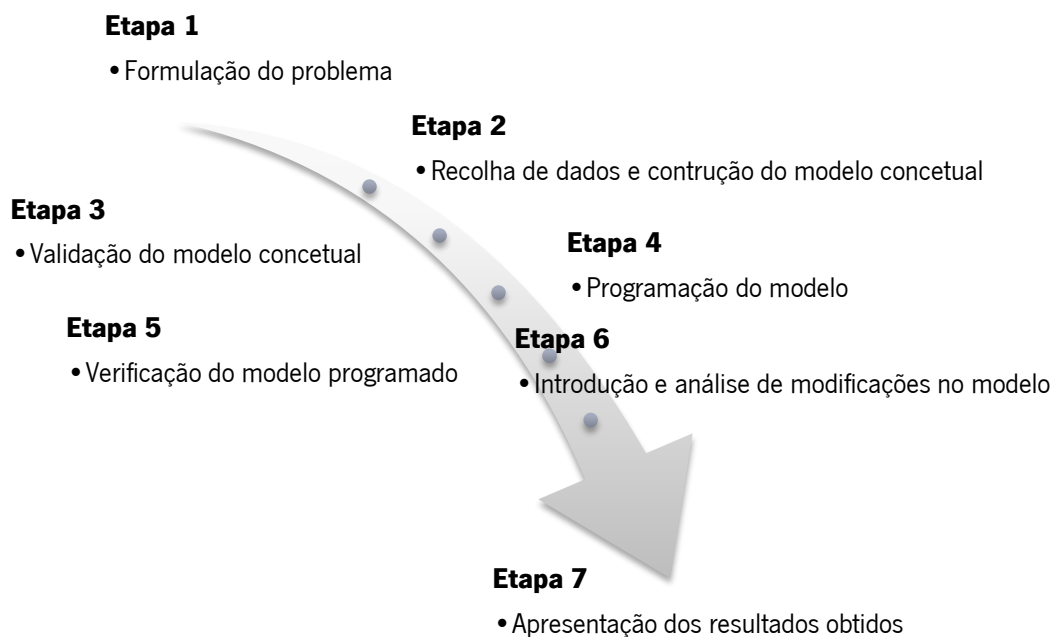 Etapa 1
•Formulação do problema
Etapa 2
•Recolha de dados e contrução do modelo concetual
Etapa 3
•Validação do modelo concetual
Etapa 4
•Programação do modelo
Etapa 5
•Verificação do modelo programado
Etapa 6
•Introdução e análise de modificações no modelo
Etapa 7
•Apresentação dos resultados obtidos